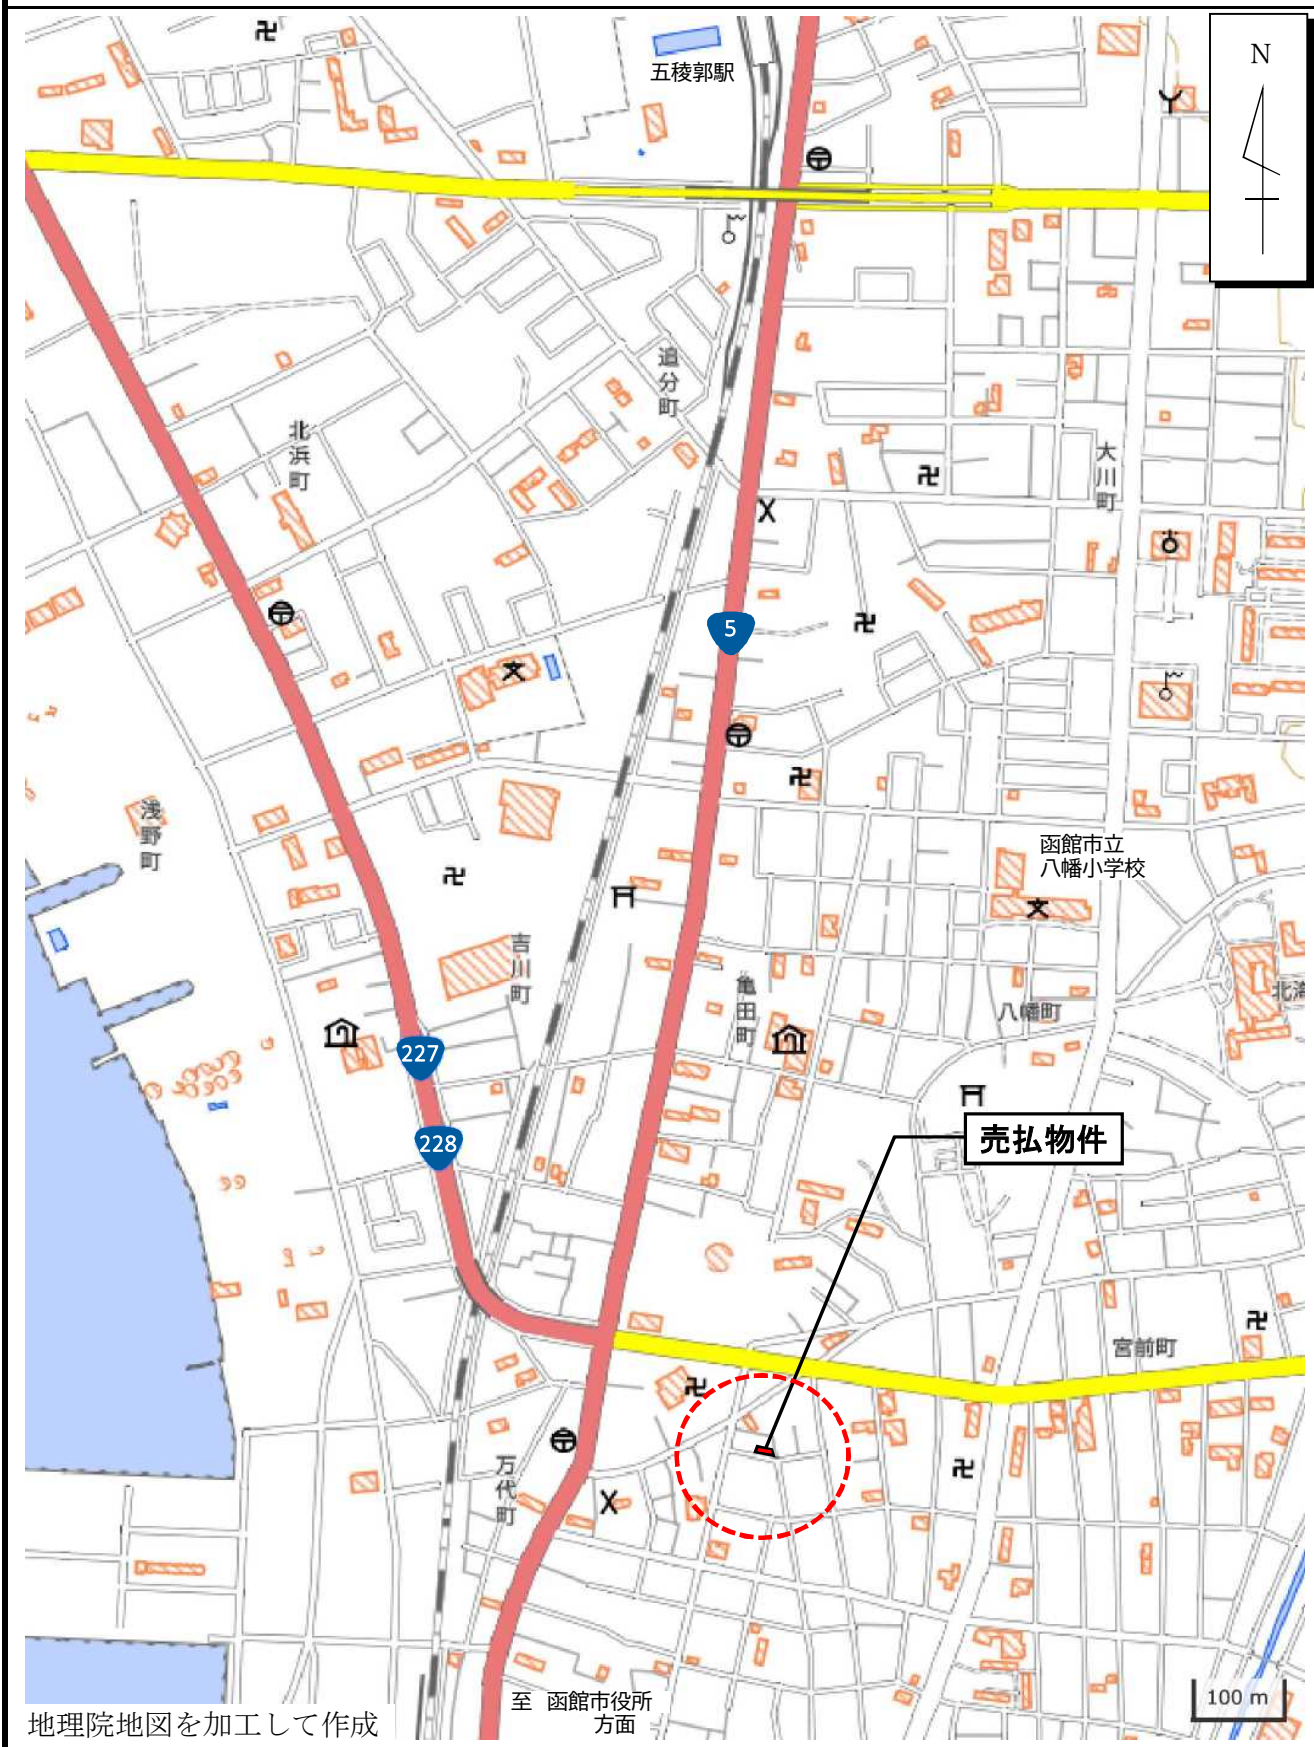 N
五稜郭駅
追分町
北浜町
大川町
5
浅野町
函館市立
八幡小学校
吉川町
亀田町
八幡町
227
228
売払物件
宮前町
万代町
100 m
至 函館市役所
方面
地理院地図を加工して作成